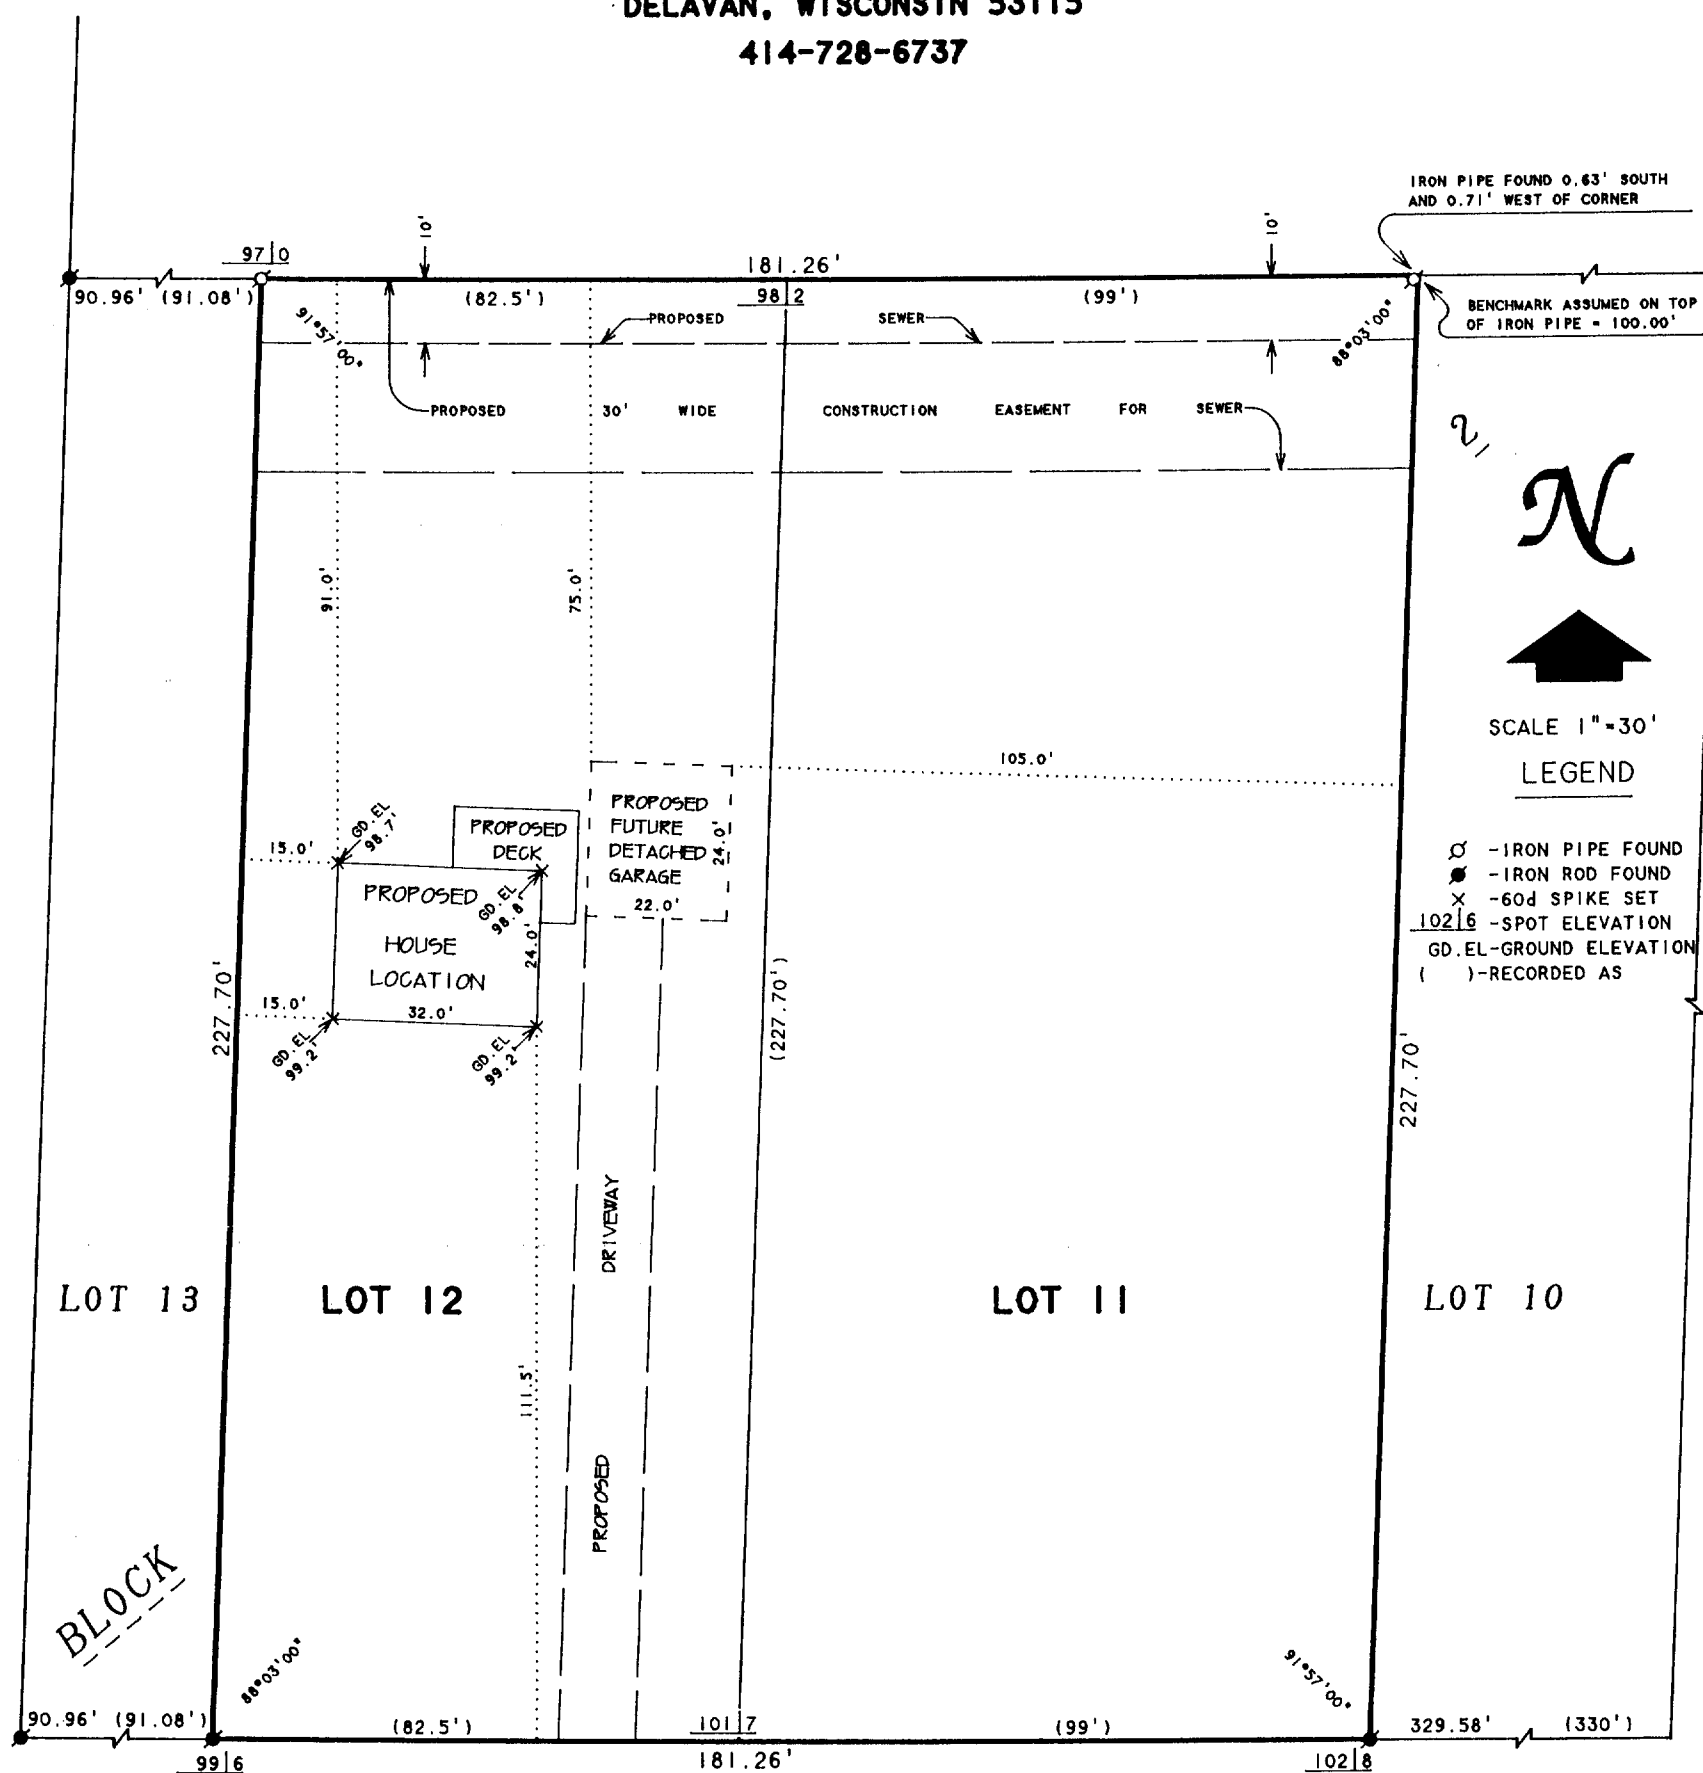 DELAVAN, WISCONSIN 53115
414-728-6737
IRON PIPE FOUND 0.63' SOUTH
AND 0.71' WEST OF CORNER
10'
10'
97|0
181.26'
90.96' (91.08')
(82.5')
98|2
(99')
BENCHMARK ASSUMED ON TOP
OF IRON PIPE = 100.00'
91°57'00"
PROPOSED SEWER
88°03'00"
PROPOSED 30' WIDE CONSTRUCTION EASEMENT FOR SEWER
21
N
91.0'
75.0'
SCALE 1"=30'
LEGEND
-IRON PIPE FOUND
-IRON ROD FOUND
X -60d SPIKE SET
102|6 -SPOT ELEVATION
GD.EL-GROUND ELEVATION
( )-RECORDED AS
105.0'
PROPOSED
FUTURE
DETACHED
GARAGE
24.0'
22.0'
PROPOSED
DECK
GD.EL
98.7'
15.0'
PROPOSED
HOUSE
LOCATION
GD.EL
98.8'
24.0'
32.0'
15.0'
GD.EL
99.2'
GD.EL
99.2'
227.70'
(227.70')
227.70'
DRIVEWAY
PROPOSED
LOT 13
LOT 12
LOT 11
LOT 10
111.5'
BLOCK
88°03'00"
91°57'00"
90.96' (91.08')
(82.5')
101|7
(99')
329.58' (330')
99|6
181.26'
102|8